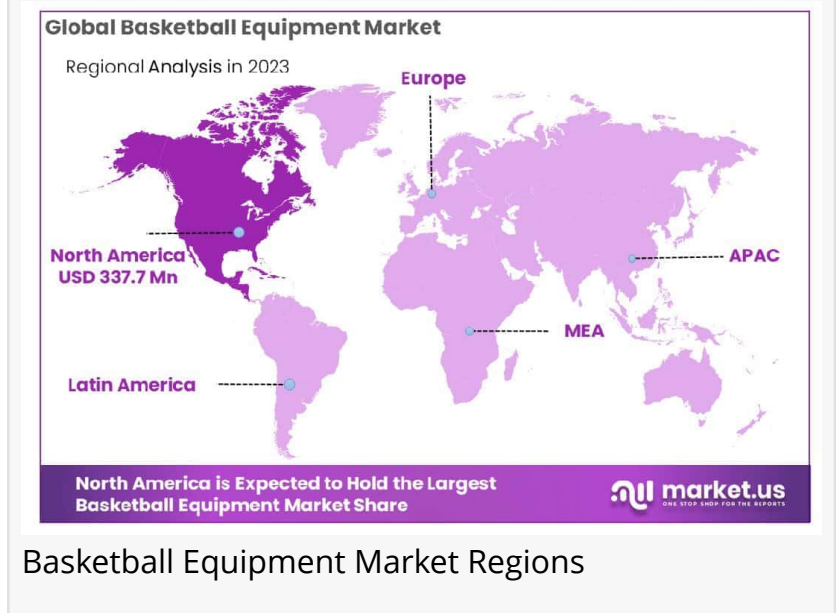 Global Basketball Equipment Market
Regional Analysis in 2023
Europe
North America
USD 337.7 Mn
APAC
MEA
Latin America
North America is Expected to Hold the Largest
Basketball Equipment Market Share
market.us
ONE STOP SHOP FOR THE REPORTS
Basketball Equipment Market Regions